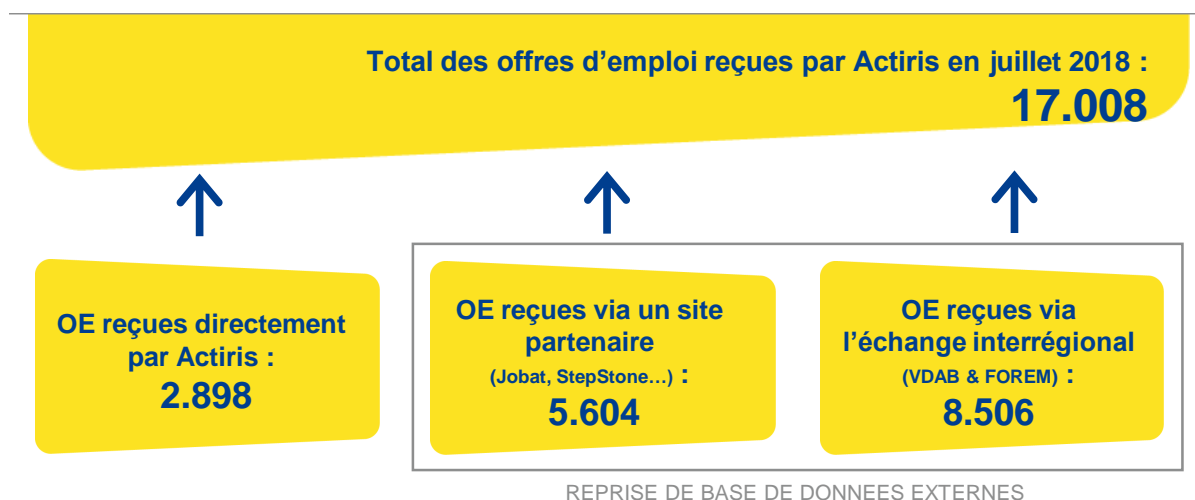 Total des offres d’emploi reçues par Actiris en juillet 2018 :
17.008
OE reçues directement
par Actiris :
2.898
OE reçues via un site
partenaire
(Jobat, StepStone…) :
5.604
OE reçues via
l’échange interrégional
(VDAB & FOREM) :
8.506
REPRISE DE BASE DE DONNEES EXTERNES